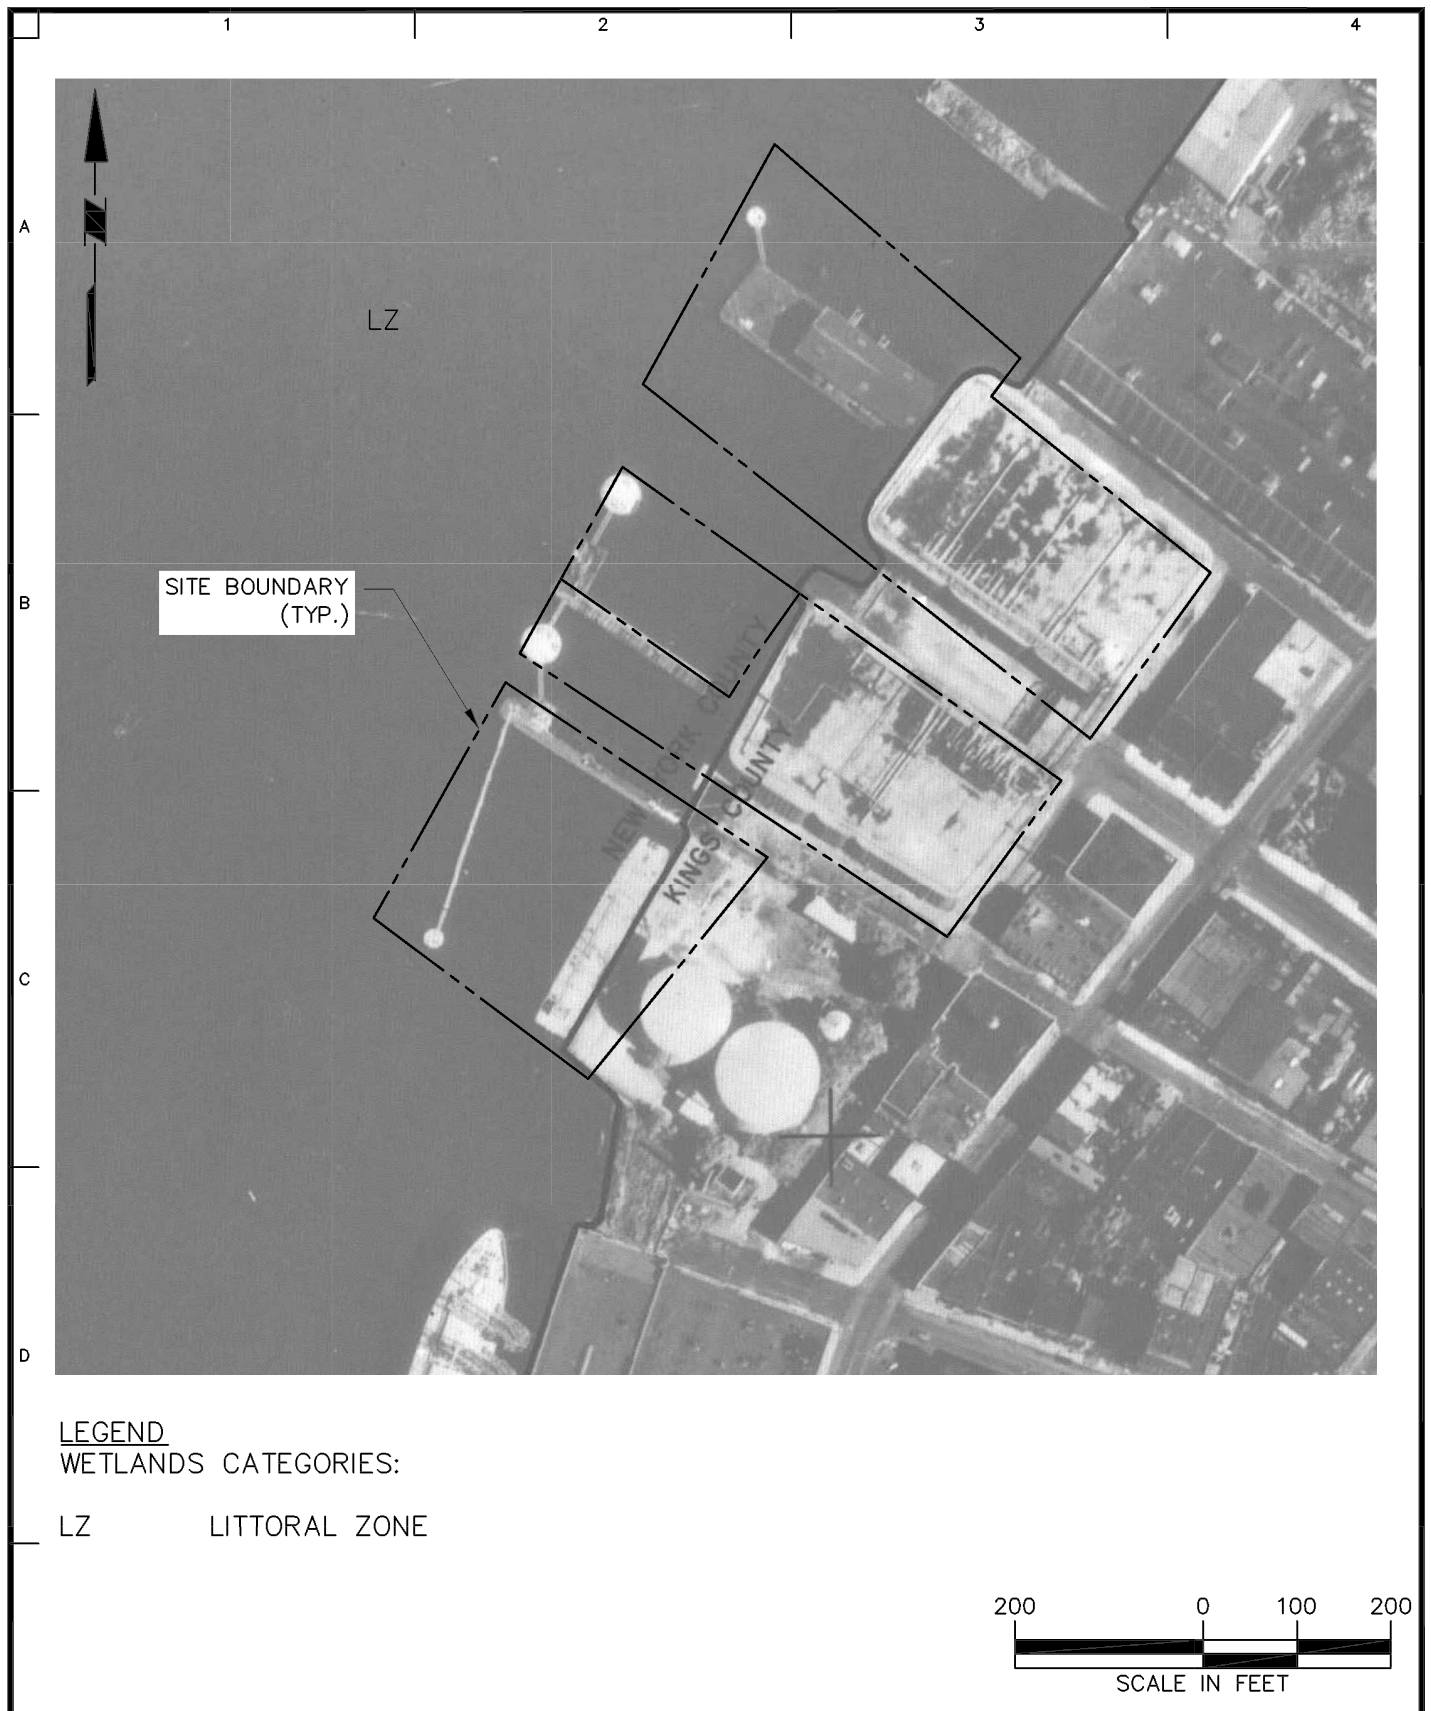 1 2 3 4
A
LZ
B
SITE BOUNDARY
(TYP.)
NEW YORK COUNTY
KINGS COUNTY
C
D
LEGEND
WETLANDS CATEGORIES:
LZ LITTORAL ZONE
200 0 100 200
SCALE IN FEET